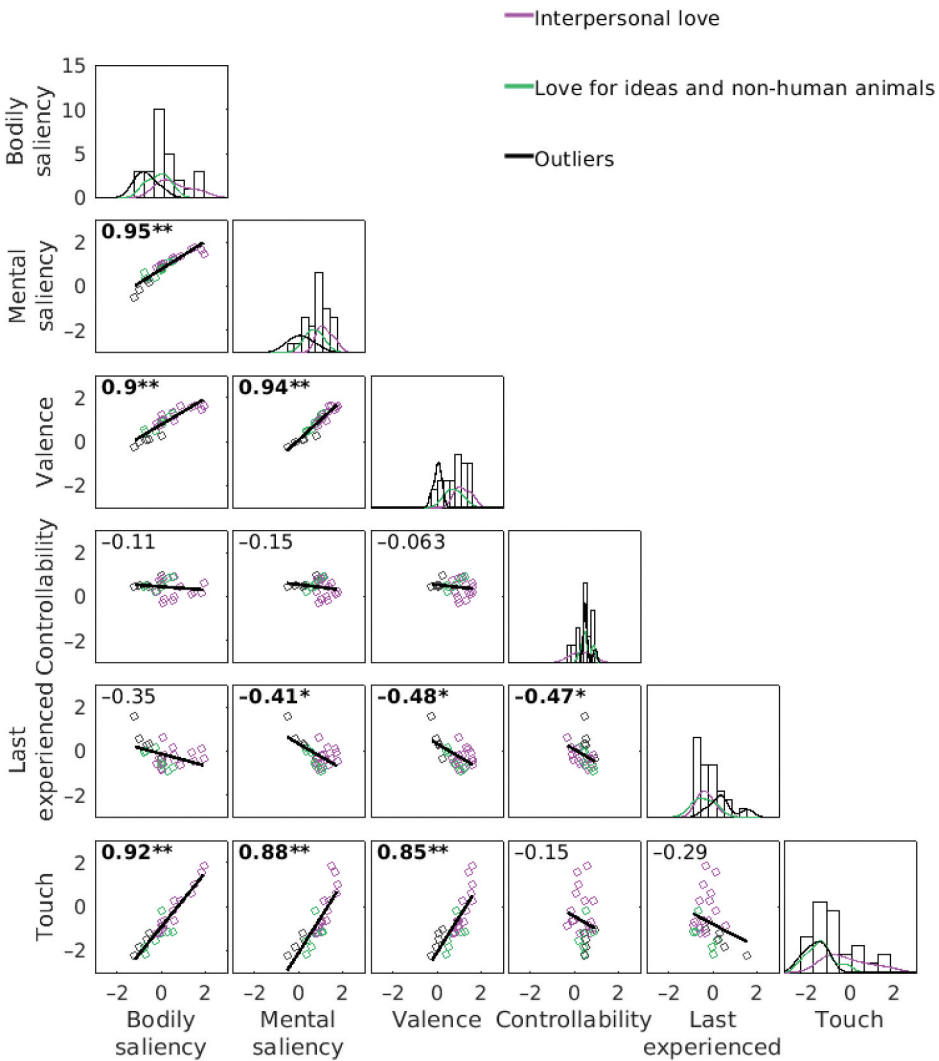 Interpersonal love
Love for ideas and non-human animals
Outliers
Bodily
saliency
15
10
5
0
Mental
saliency
2
0
−2
0.95**
Valence
2
0
−2
0.9**
0.94**
Controllability
2
0
−2
−0.11
−0.15
−0.063
Last
experienced
2
0
−2
−0.35
−0.41*
−0.48*
−0.47*
Touch
2
0
−2
0.92**
0.88**
0.85**
−0.15
−0.29
−2 0 2 −2 0 2 −2 0 2 −2 0 2 −2 0 2 −2 0 2
Bodily
saliency
Mental
saliency
Valence
Controllability
Last
experienced
Touch